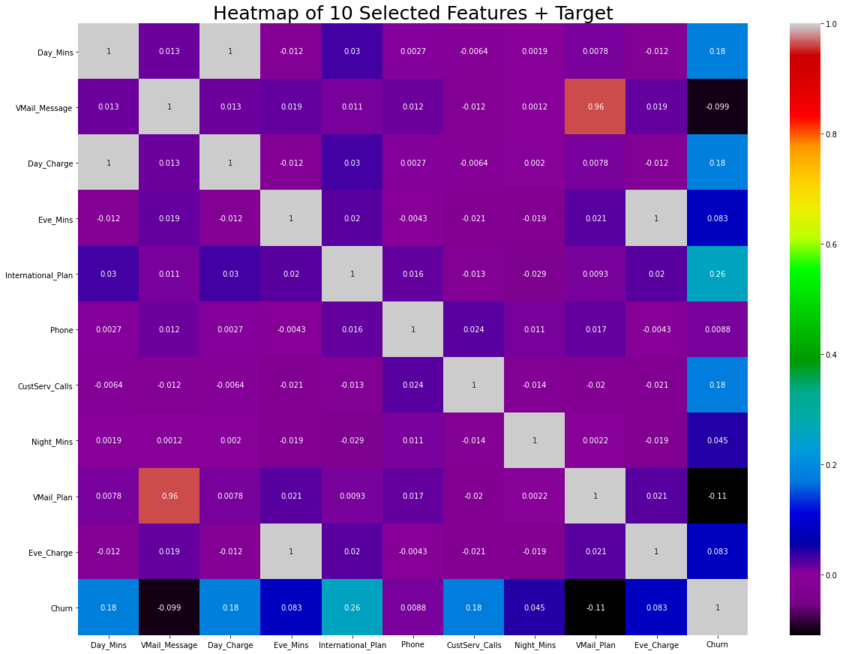 Heatmap of 10 Selected Features + Target
Day_Mins 1 0.013 1 -0.012 0.03 0.0027 -0.0064 0.0019 0.0078 -0.012 0.18
VMail_Message 0.013 1 0.013 0.019 0.011 0.012 -0.012 0.0012 0.96 0.019 -0.099
Day_Charge 1 0.013 1 -0.012 0.03 0.0027 -0.0064 0.002 0.0078 -0.012 0.18
Eve_Mins -0.012 0.019 -0.012 1 0.02 -0.0043 -0.021 -0.019 0.021 1 0.083
International_Plan 0.03 0.011 0.03 0.02 1 0.016 -0.013 -0.029 0.0093 0.02 0.26
Phone 0.0027 0.012 0.0027 -0.0043 0.016 1 0.024 0.011 0.017 -0.0043 0.0088
CustServ_Calls -0.0064 -0.012 -0.0064 -0.021 -0.013 0.024 1 -0.014 -0.02 -0.021 0.18
Night_Mins 0.0019 0.0012 0.002 -0.019 -0.029 0.011 -0.014 1 0.0022 -0.019 0.045
VMail_Plan 0.0078 0.96 0.0078 0.021 0.0093 0.017 -0.02 0.0022 1 0.021 -0.11
Eve_Charge -0.012 0.019 -0.012 1 0.02 -0.0043 -0.021 -0.019 0.021 1 0.083
Churn 0.18 -0.099 0.18 0.083 0.26 0.0088 0.18 0.045 -0.11 0.083 1
Day_Mins VMail_Message Day_Charge Eve_Mins International_Plan Phone CustServ_Calls Night_Mins VMail_Plan Eve_Charge Churn
1.0
0.8
0.6
0.4
0.2
0.0